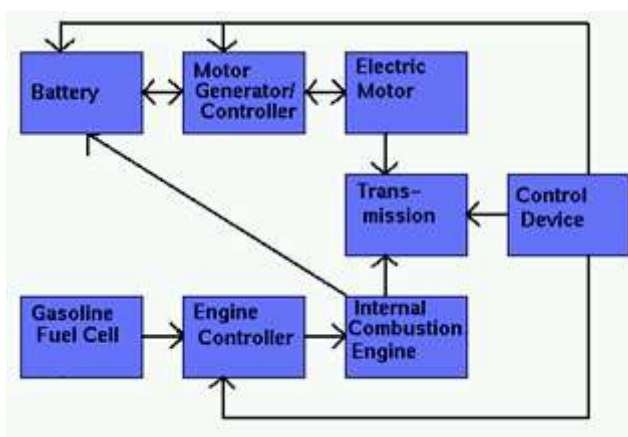 Battery
Motor
Generator/
Controller
Electric
Motor
Trans-
mission
Control
Device
Gasoline
Fuel Cell
Engine
Controller
Internal
Combustion
Engine